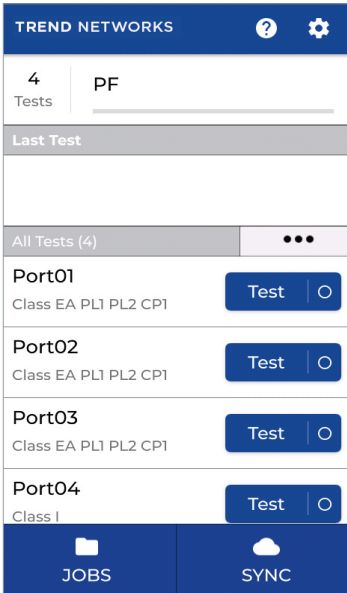 TREND NETWORKS ?
4 PF
Tests
Last Test
All Tests (4) •••
Port01
Class EA PL1 PL2 CP1
Test
Port02
Class EA PL1 PL2 CP1
Test
Port03
Class EA PL1 PL2 CP1
Test
Port04
Class I
Test
JOBS SYNC